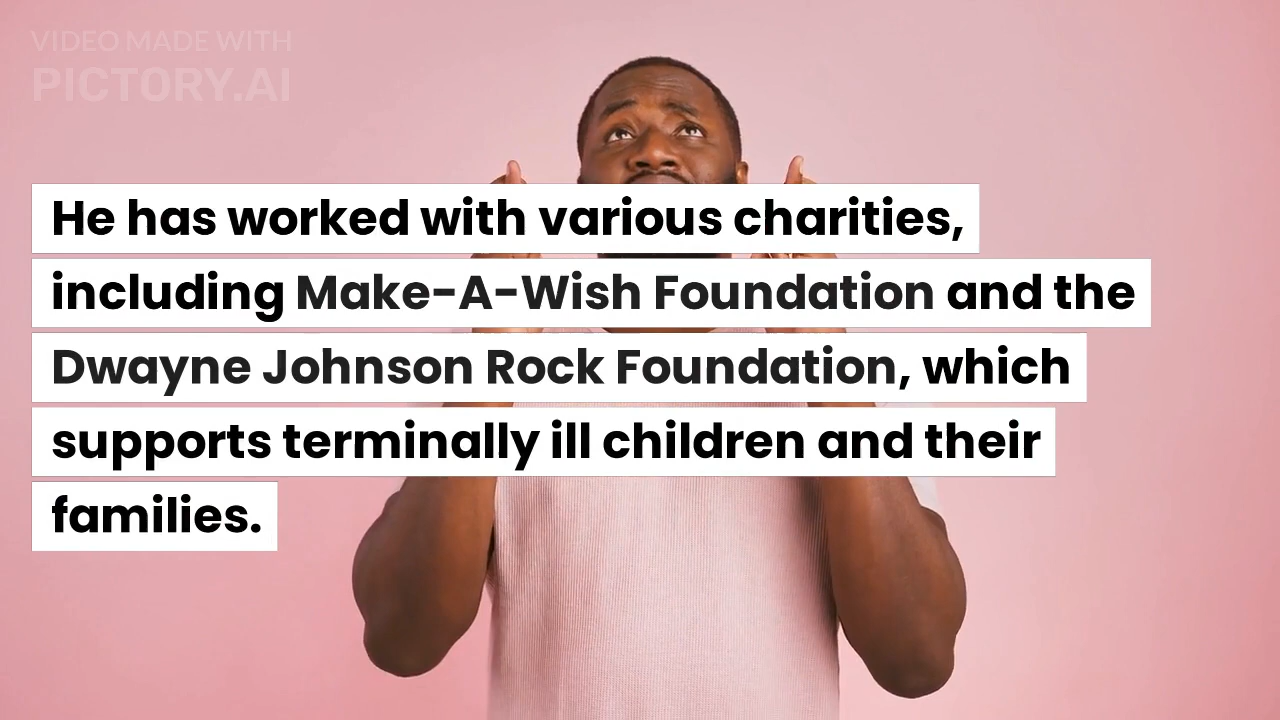 VIDEO MADE WITH
PICTORY.AI
He has worked with various charities,
including Make-A-Wish Foundation and the
Dwayne Johnson Rock Foundation, which
supports terminally ill children and their
families.